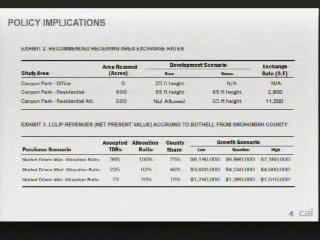 POLICY IMPLICATIONS
EXHIBIT 2. RECOMMENDED RECEIVING AREA EXCHANGE RATES
Area Rezoned Development Scenario Exchange
Study Area (Acres) Base Bonus Rate (S.F)
Canyon Park - Office 0 25 ft height N/A N/A
Canyon Park - Residential 600 55 ft height 65 ft height 2,800
Canyon Park - Residential Alt. 600 Not Allowed 65 ft height 11,000
EXHIBIT 3. LCLIP REVENUES (NET PRESENT VALUE) ACCRUING TO BOTHELL FROM SNOHOMISH COUNTY
Accepted Allocation County Growth Scenario
Purchase Scenario TDRs Ratio Share Low Baseline High
Market Driven Max. Allocation Ratio 365 100% 75% $6,190,000 $6,880,000 $7,560,000
Market Driven Mod. Allocation Ratio 225 62% 46% $3,820,000 $4,240,000 $4,660,000
Market Driven Min. Allocation Ratio 73 20% 15% $1,240,000 $1,380,000 $1,510,000
4 cai